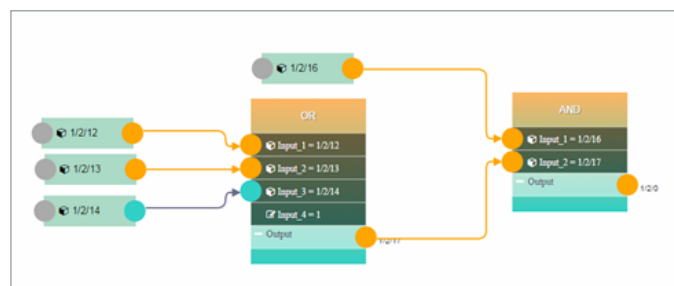 1/2/16
OR
AND
1/2/12
Input_1 = 1/2/12
Input_1 = 1/2/16
1/2/13
Input_2 = 1/2/13
Input_2 = 1/2/17
1/2/14
Input_3 = 1/2/14
Output
1/2/0
Input_4 = 1
Output
1/2/17